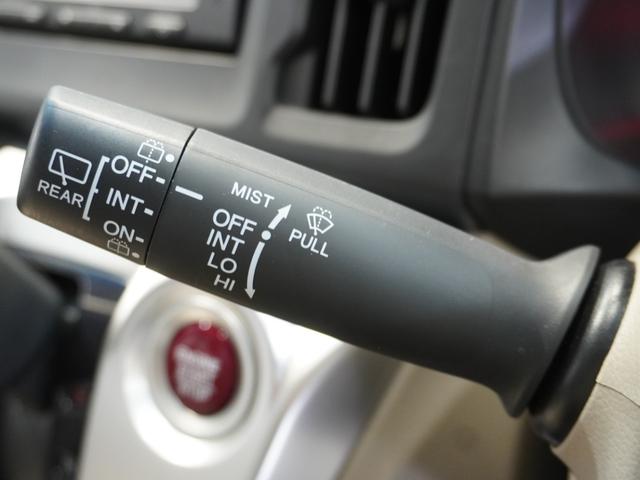 REAR
OFF
INT
ON
MIST
OFF
INT
LO
HI
PULL